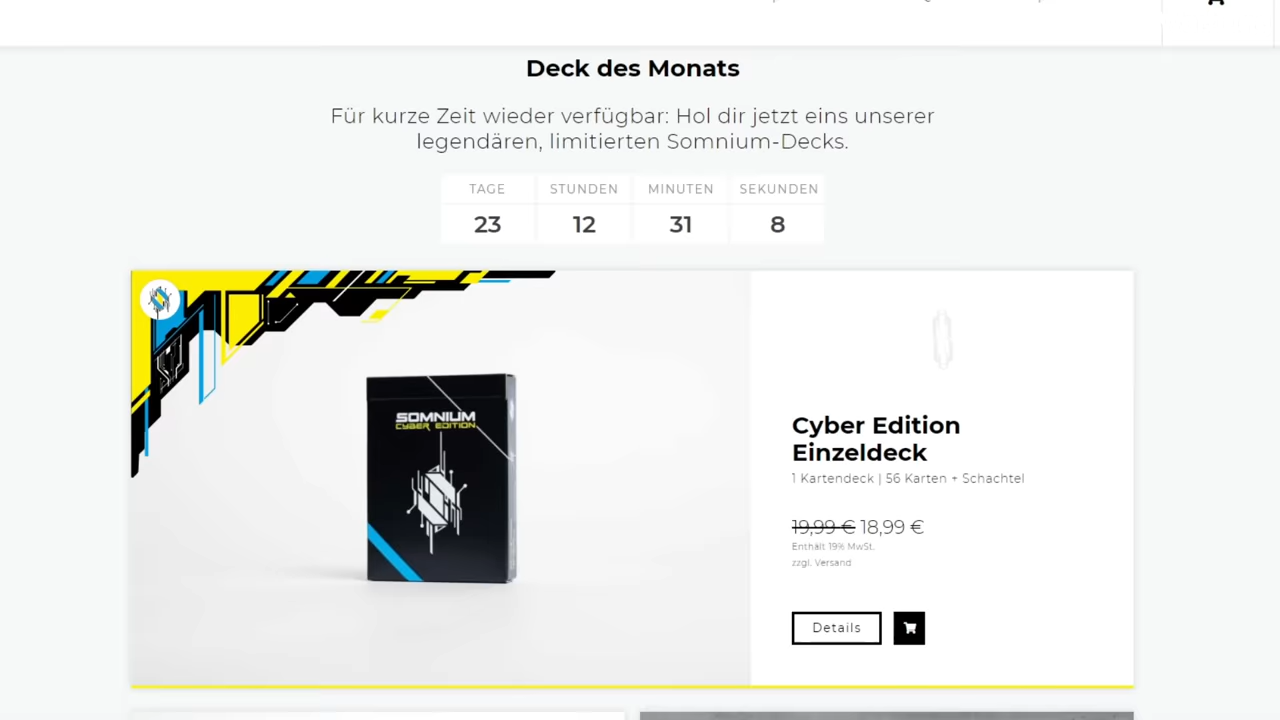 Deck des Monats
Für kurze Zeit wieder verfügbar: Hol dir jetzt eins unserer
legendären, limitierten Somnium-Decks.
TAGE STUNDEN MINUTEN SEKUNDEN
23 12 31 8
SOMNIUM
CYBER EDITION
Cyber Edition
Einzeldeck
1 Kartendeck | 56 Karten + Schachtel
19,99 € 18,99 €
Enthält 19% MwSt.
zzgl. Versand
Details